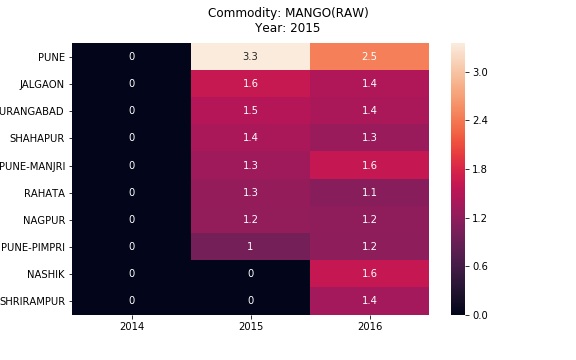 Commodity: MANGO(RAW)
Year: 2015
PUNE 0 3.3 2.5
JALGAON 0 1.6 1.4
URANGABAD 0 1.5 1.4
SHAHAPUR 0 1.4 1.3
PUNE-MANJRI 0 1.3 1.6
RAHATA 0 1.3 1.1
NAGPUR 0 1.2 1.2
PUNE-PIMPRI 0 1 1.2
NASHIK 0 0 1.6
SHRIRAMPUR 0 0 1.4
2014 2015 2016
3.0
2.4
1.8
1.2
0.6
0.0